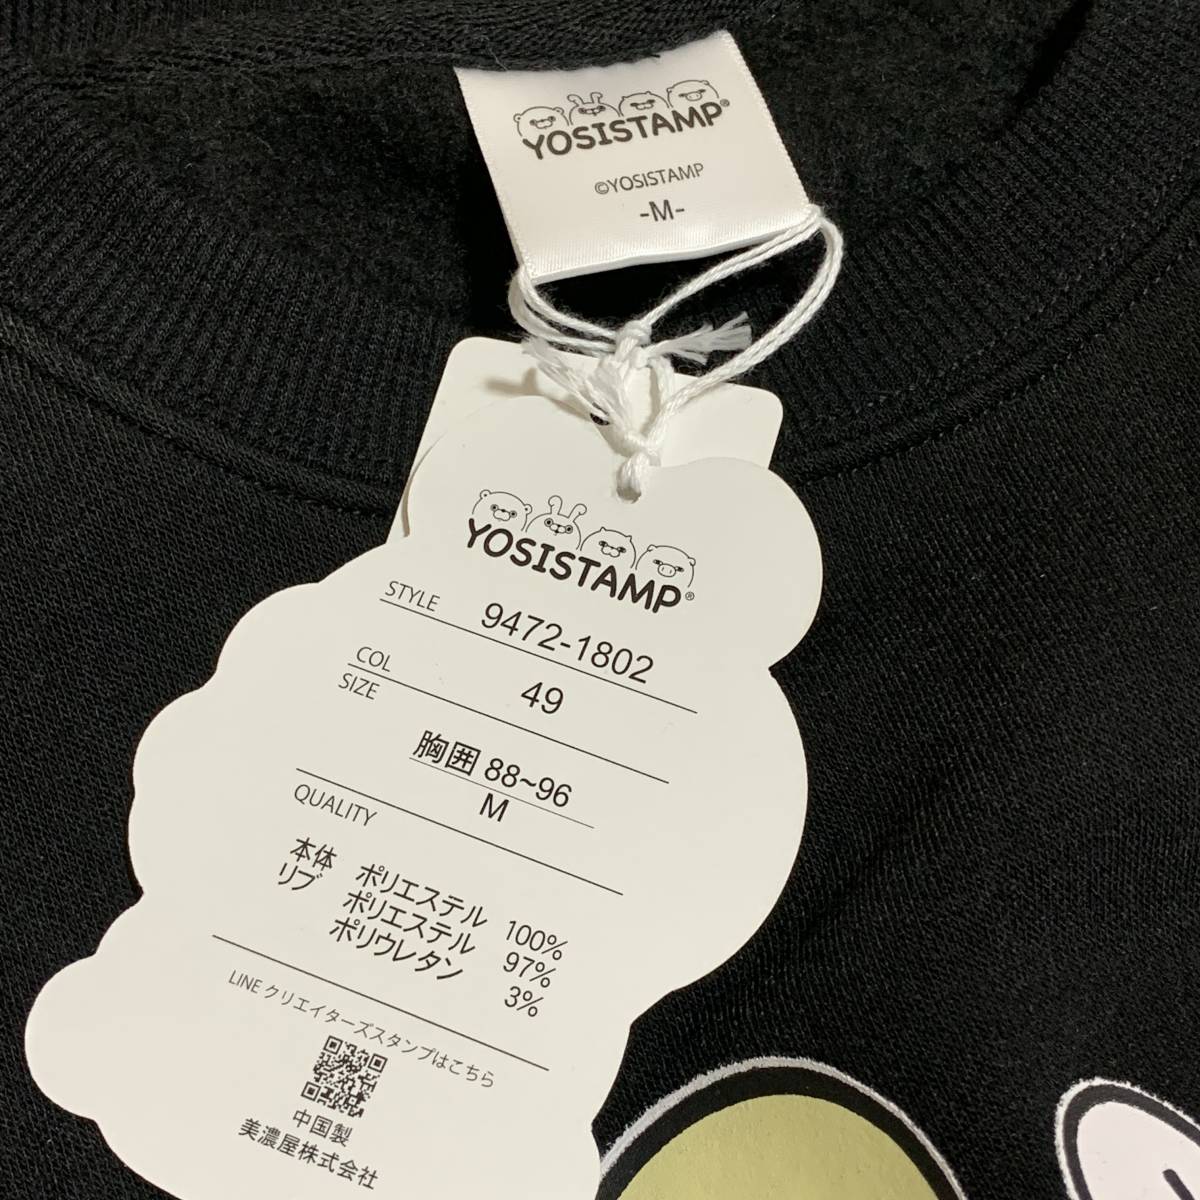 YOSISTAMP®
©YOSISTAMP
-M-
YOSISTAMP®
STYLE 9472-1802
COL 49
SIZE
胸囲 88~96
M
QUALITY
本体 ポリエステル 100%
リブ ポリエステル 97%
ポリウレタン 3%
LINE クリエイターズスタンプはこちら
中国製
美濃屋株式会社